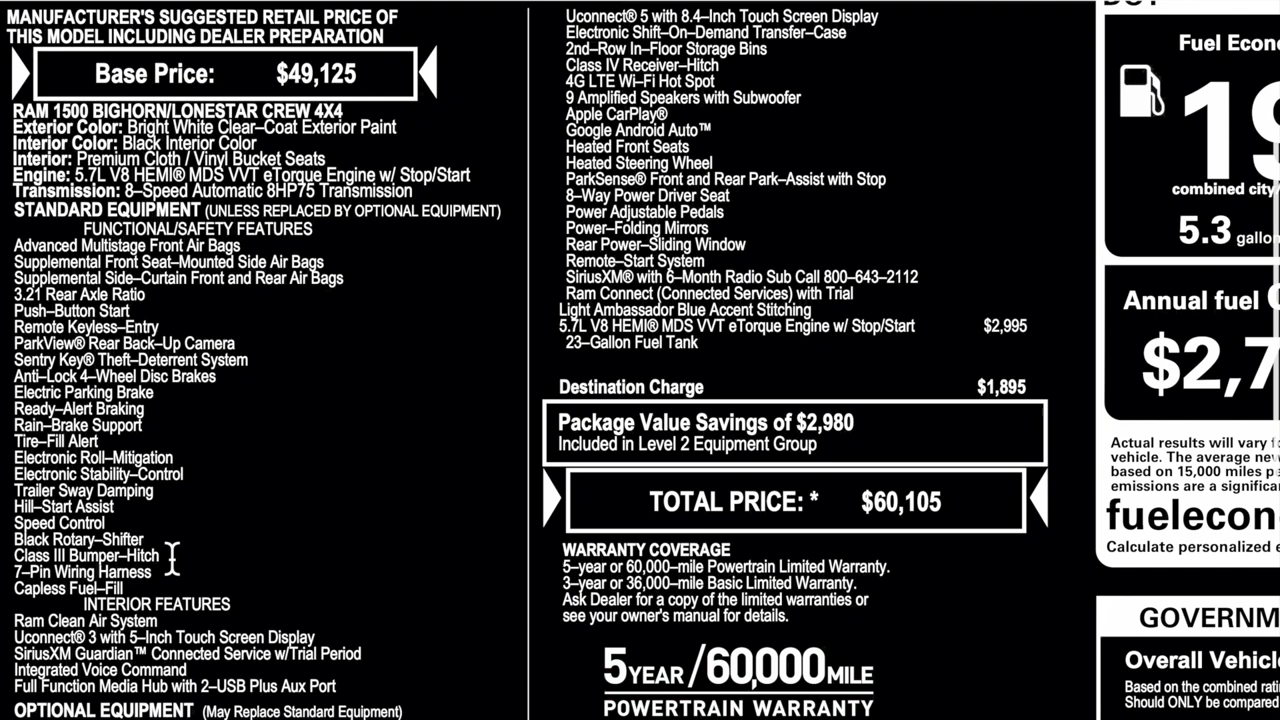 MANUFACTURER'S SUGGESTED RETAIL PRICE OF
THIS MODEL INCLUDING DEALER PREPARATION
Base Price: $49,125
RAM 1500 BIGHORN/LONESTAR CREW 4X4
Exterior Color: Bright White Clear–Coat Exterior Paint
Interior Color: Black Interior Color
Interior: Premium Cloth / Vinyl Bucket Seats
Engine: 5.7L V8 HEMI® MDS VVT eTorque Engine w/ Stop/Start
Transmission: 8–Speed Automatic 8HP75 Transmission
STANDARD EQUIPMENT (UNLESS REPLACED BY OPTIONAL EQUIPMENT)
FUNCTIONAL/SAFETY FEATURES
Advanced Multistage Front Air Bags
Supplemental Front Seat–Mounted Side Air Bags
Supplemental Side–Curtain Front and Rear Air Bags
3.21 Rear Axle Ratio
Push–Button Start
Remote Keyless–Entry
ParkView® Rear Back–Up Camera
Sentry Key® Theft–Deterrent System
Anti–Lock 4–Wheel Disc Brakes
Electric Parking Brake
Ready–Alert Braking
Rain–Brake Support
Tire–Fill Alert
Electronic Roll–Mitigation
Electronic Stability–Control
Trailer Sway Damping
Hill–Start Assist
Speed Control
Black Rotary–Shifter
Class III Bumper–Hitch
7–Pin Wiring Harness
Capless Fuel–Fill
INTERIOR FEATURES
Ram Clean Air System
Uconnect® 3 with 5–Inch Touch Screen Display
SiriusXM Guardian™ Connected Service w/Trial Period
Integrated Voice Command
Full Function Media Hub with 2–USB Plus Aux Port
OPTIONAL EQUIPMENT (May Replace Standard Equipment)
Uconnect® 5 with 8.4–Inch Touch Screen Display
Electronic Shift–On–Demand Transfer–Case
2nd–Row In–Floor Storage Bins
Class IV Receiver–Hitch
4G LTE Wi–Fi Hot Spot
9 Amplified Speakers with Subwoofer
Apple CarPlay®
Google Android Auto™
Heated Front Seats
Heated Steering Wheel
ParkSense® Front and Rear Park–Assist with Stop
8–Way Power Driver Seat
Power Adjustable Pedals
Power–Folding Mirrors
Rear Power–Sliding Window
Remote–Start System
SiriusXM® with 6–Month Radio Sub Call 800–643–2112
Ram Connect (Connected Services) with Trial
Light Ambassador Blue Accent Stitching
5.7L V8 HEMI® MDS VVT eTorque Engine w/ Stop/Start $2,995
23–Gallon Fuel Tank
Destination Charge $1,895
Package Value Savings of $2,980
Included in Level 2 Equipment Group
TOTAL PRICE: * $60,105
WARRANTY COVERAGE
5–year or 60,000–mile Powertrain Limited Warranty.
3–year or 36,000–mile Basic Limited Warranty.
Ask Dealer for a copy of the limited warranties or
see your owner's manual for details.
5 YEAR / 60,000 MILE
POWERTRAIN WARRANTY
Fuel
19
combined city
5.3
Annual fuel
$2,7
Actual results will vary
vehicle. The average
based on 15,000 miles
emissions are a
Calculate personalized
Overall
Based on the combined
Should ONLY be compared